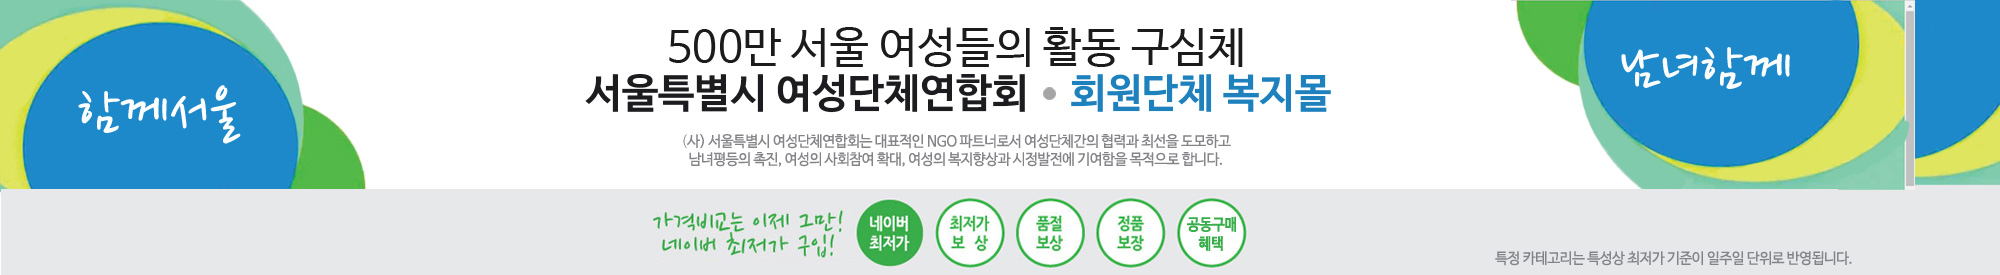 함께서울
500만 서울 여성들의 활동 구심체
서울특별시 여성단체연합회 • 회원단체 복지몰
(사) 서울특별시 여성단체연합회는 대표적인 NGO 파트너로서 여성단체간의 협력과 최선을 도모하고
남녀평등의 촉진, 여성의 사회참여 확대, 여성의 복지향상과 시정발전에 기여함을 목적으로 합니다.
남녀함께
가격비교는 이제 그만!
네이버 최저가 구입!
네이버
최저가
최저가
보 상
품절
보상
정품
보장
공동구매
혜택
특정 카테고리는 특성상 최저가 기준이 일주일 단위로 반영됩니다.